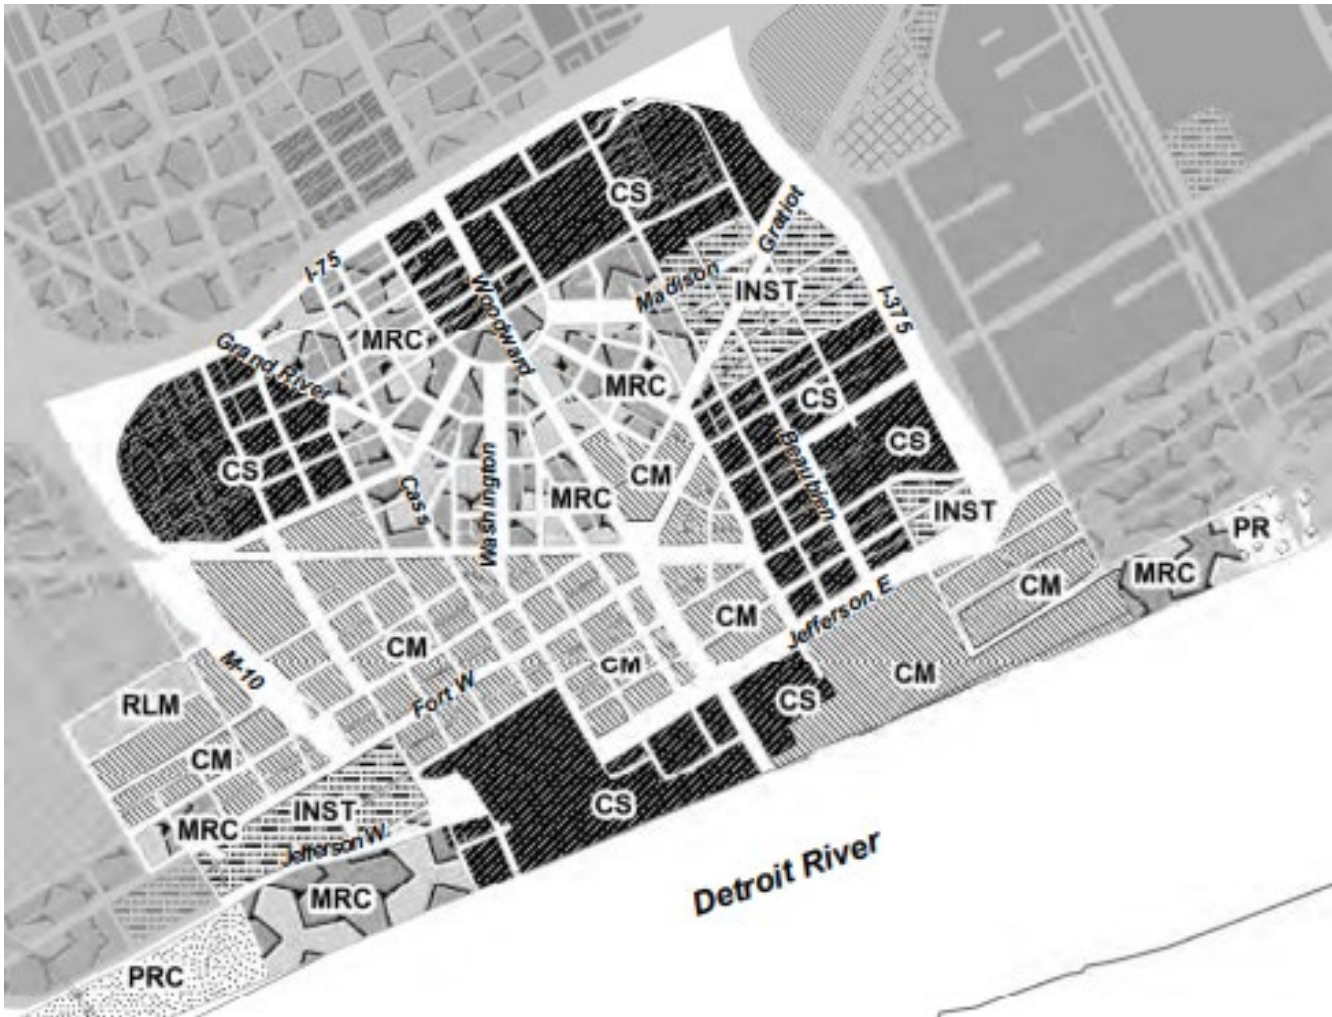 CS
Gratiot
I-75
Woodward
Madison
INST
I-375
MRC
Grand River
MRC
CS
CS
CS
Beaubien
CM
Cass
Washington
MRC
INST
PR
MRC
CM
CM
Jefferson E
CM
CM
CM
M-10
Fort W
CS
RLM
CM
CS
INST
MRC
Jefferson W
MRC
Detroit River
PRC